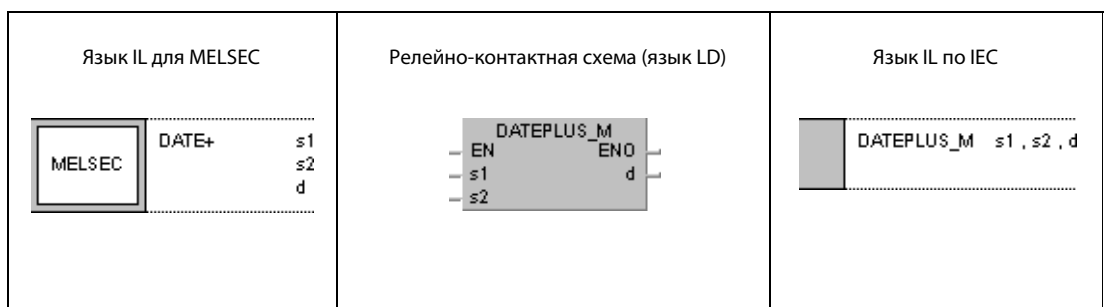 Язык IL для MELSEC
MELSEC
DATE+ s1
s2
d
Релейно-контактная схема (язык LD)
DATEPLUS_M
EN ENO
s1 d
s2
Язык IL по IEC
DATEPLUS_M s1 , s2 , d